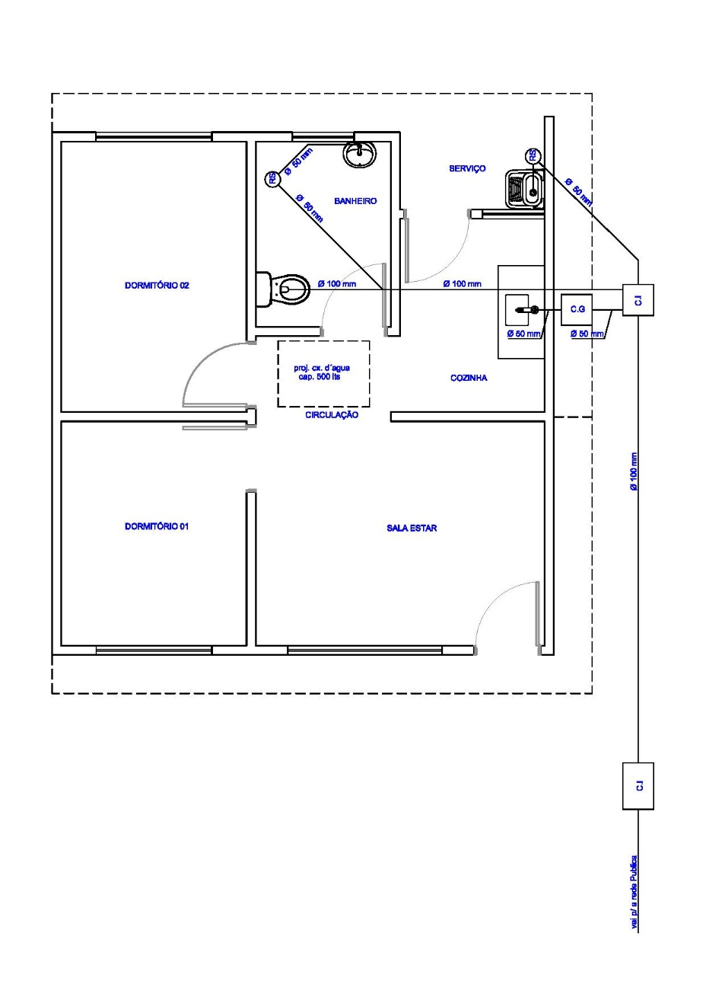 RS
Ø 50 mm
RS
Ø 50 mm
SERVIÇO
BANHEIRO
Ø 50 mm
DORMITÓRIO 02
Ø 100 mm
Ø 100 mm
C.I
C.G
Ø 50 mm
Ø 50 mm
proj. cx. d´agua
cap. 500 lts
COZINHA
CIRCULAÇÃO
Ø 100 mm
DORMITÓRIO 01
SALA ESTAR
C.I
vai p/ a rede Publica